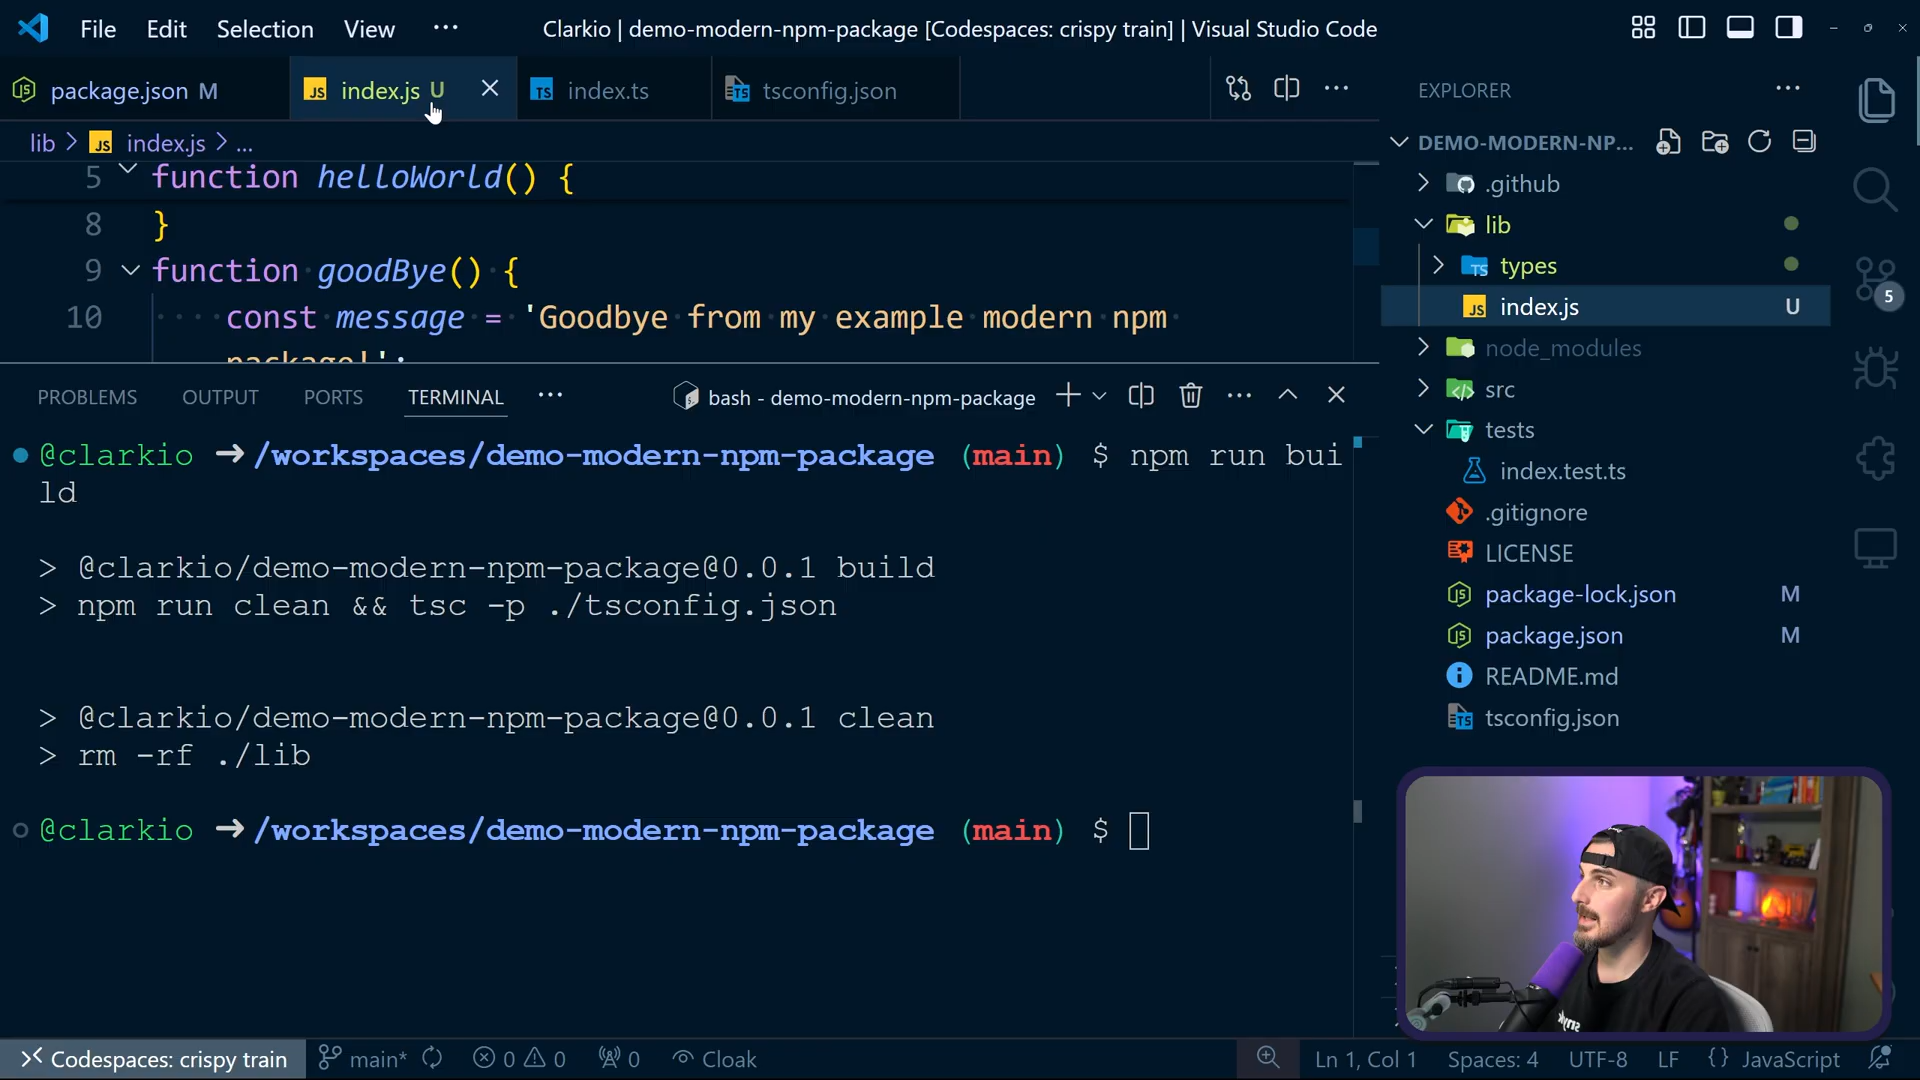 File Edit Selection View ··· Clarkio | demo-modern-npm-package [Codespaces: crispy train] | Visual Studio Code
package.json M index.js U index.ts tsconfig.json
lib > index.js > ...
5 function helloWorld() {
8 }
9 function goodBye() {
10 const message = 'Goodbye from my example modern npm
package!';
PROBLEMS OUTPUT PORTS TERMINAL ··· bash - demo-modern-npm-package
@clarkio ➜ /workspaces/demo-modern-npm-package (main) $ npm run bui
ld
> @clarkio/demo-modern-npm-package@0.0.1 build
> npm run clean && tsc -p ./tsconfig.json
> @clarkio/demo-modern-npm-package@0.0.1 clean
> rm -rf ./lib
@clarkio ➜ /workspaces/demo-modern-npm-package (main) $
EXPLORER
DEMO-MODERN-NP...
.github
lib
types
index.js U
node_modules
src
tests
index.test.ts
.gitignore
LICENSE
package-lock.json M
package.json M
README.md
tsconfig.json
5
snyk
Codespaces: crispy train main* 0 0 0 Cloak Ln 1, Col 1 Spaces: 4 UTF-8 LF {} JavaScript